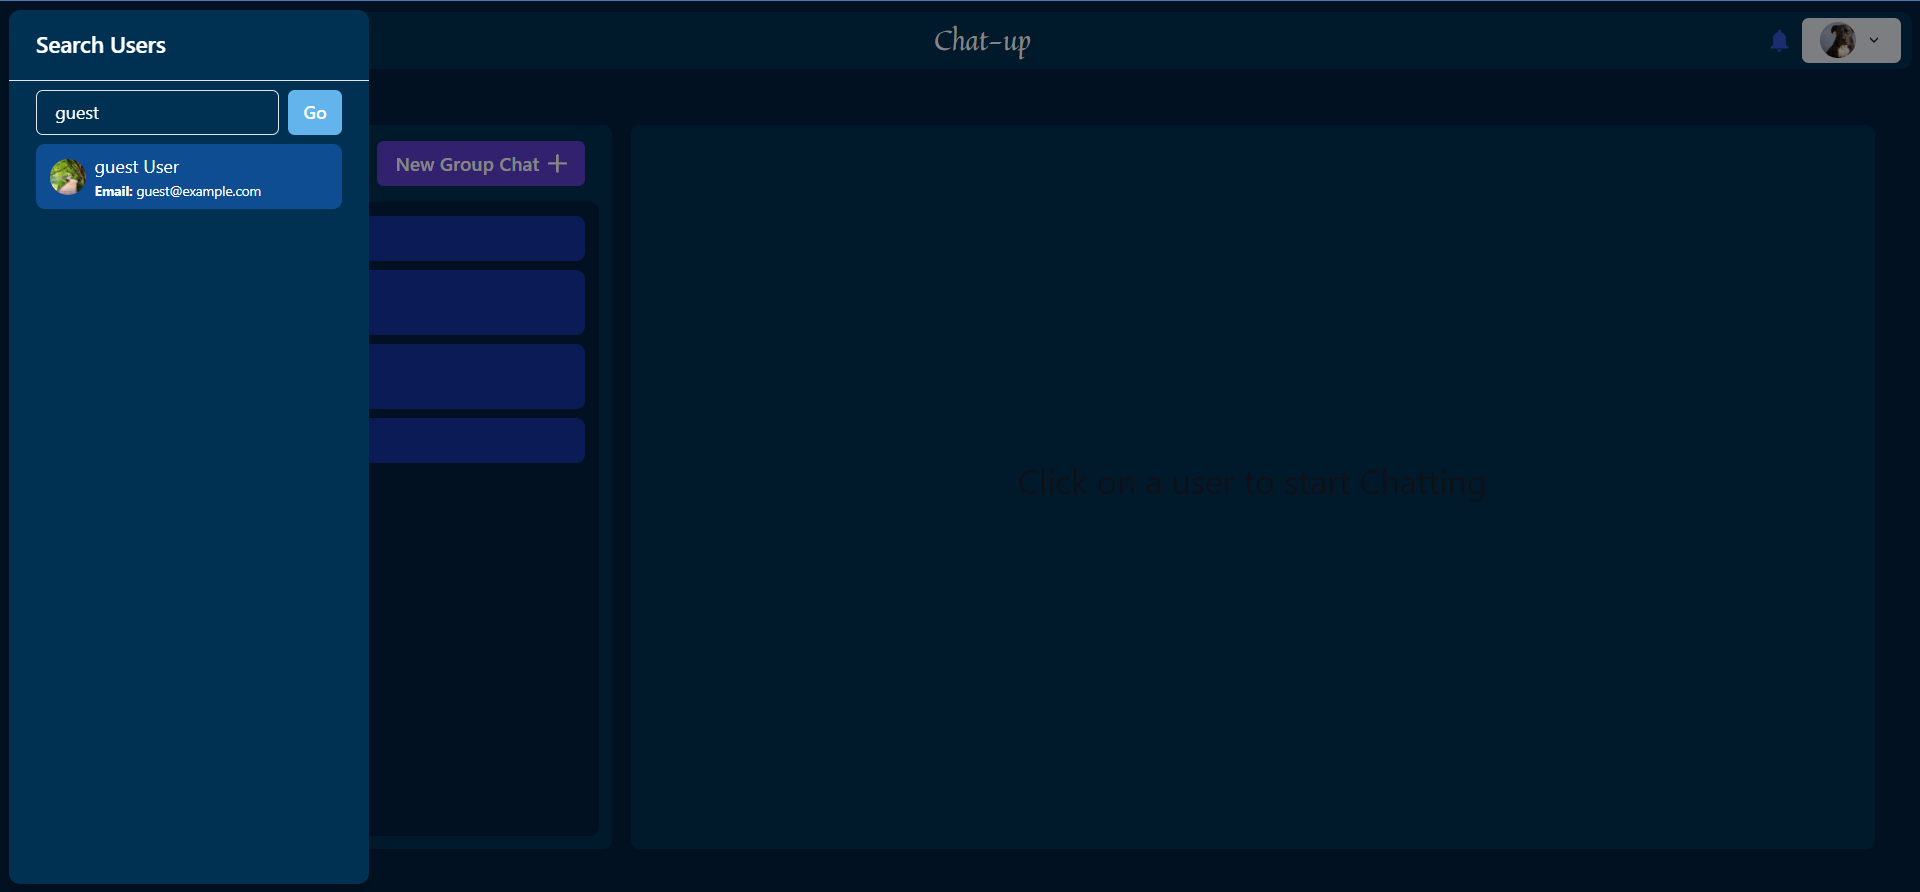 Search Users
Chat-up
guest
Go
guest User
Email: guest@example.com
New Group Chat
Click on a user to start Chatting